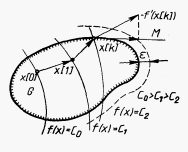 -f'(x[k])
x[k]
M
x[0]
x[1]
ε
G
C₀>C₁>C₂
f(x)=C₂
f(x)=C₀
f(x)=C₁